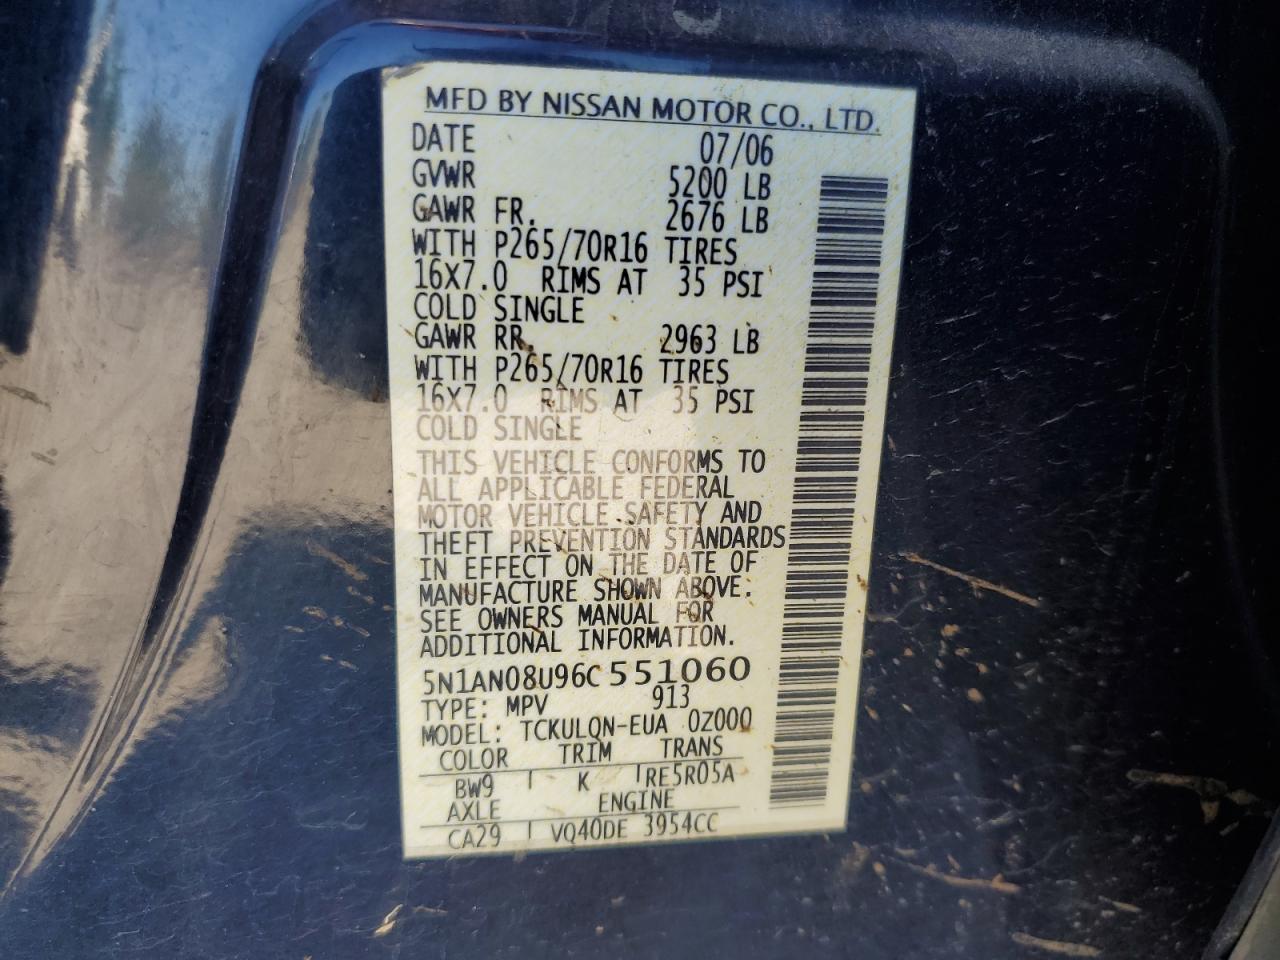 MFD BY NISSAN MOTOR CO., LTD.
DATE 07/06
GVWR 5200 LB
GAWR FR. 2676 LB
WITH P265/70R16 TIRES
16X7.0 RIMS AT 35 PSI
COLD SINGLE
GAWR RR. 2963 LB
WITH P265/70R16 TIRES
16X7.0 RIMS AT 35 PSI
COLD SINGLE
THIS VEHICLE CONFORMS TO
ALL APPLICABLE FEDERAL
MOTOR VEHICLE SAFETY AND
THEFT PREVENTION STANDARDS
IN EFFECT ON THE DATE OF
MANUFACTURE SHOWN ABOVE.
SEE OWNERS MANUAL FOR
ADDITIONAL INFORMATION.
5N1AN08U96C551060
TYPE: MPV 913
MODEL: TCKULQN-EUA 0Z000
COLOR TRIM TRANS
BW9 K RE5R05A
AXLE ENGINE
CA29 VQ40DE 3954CC